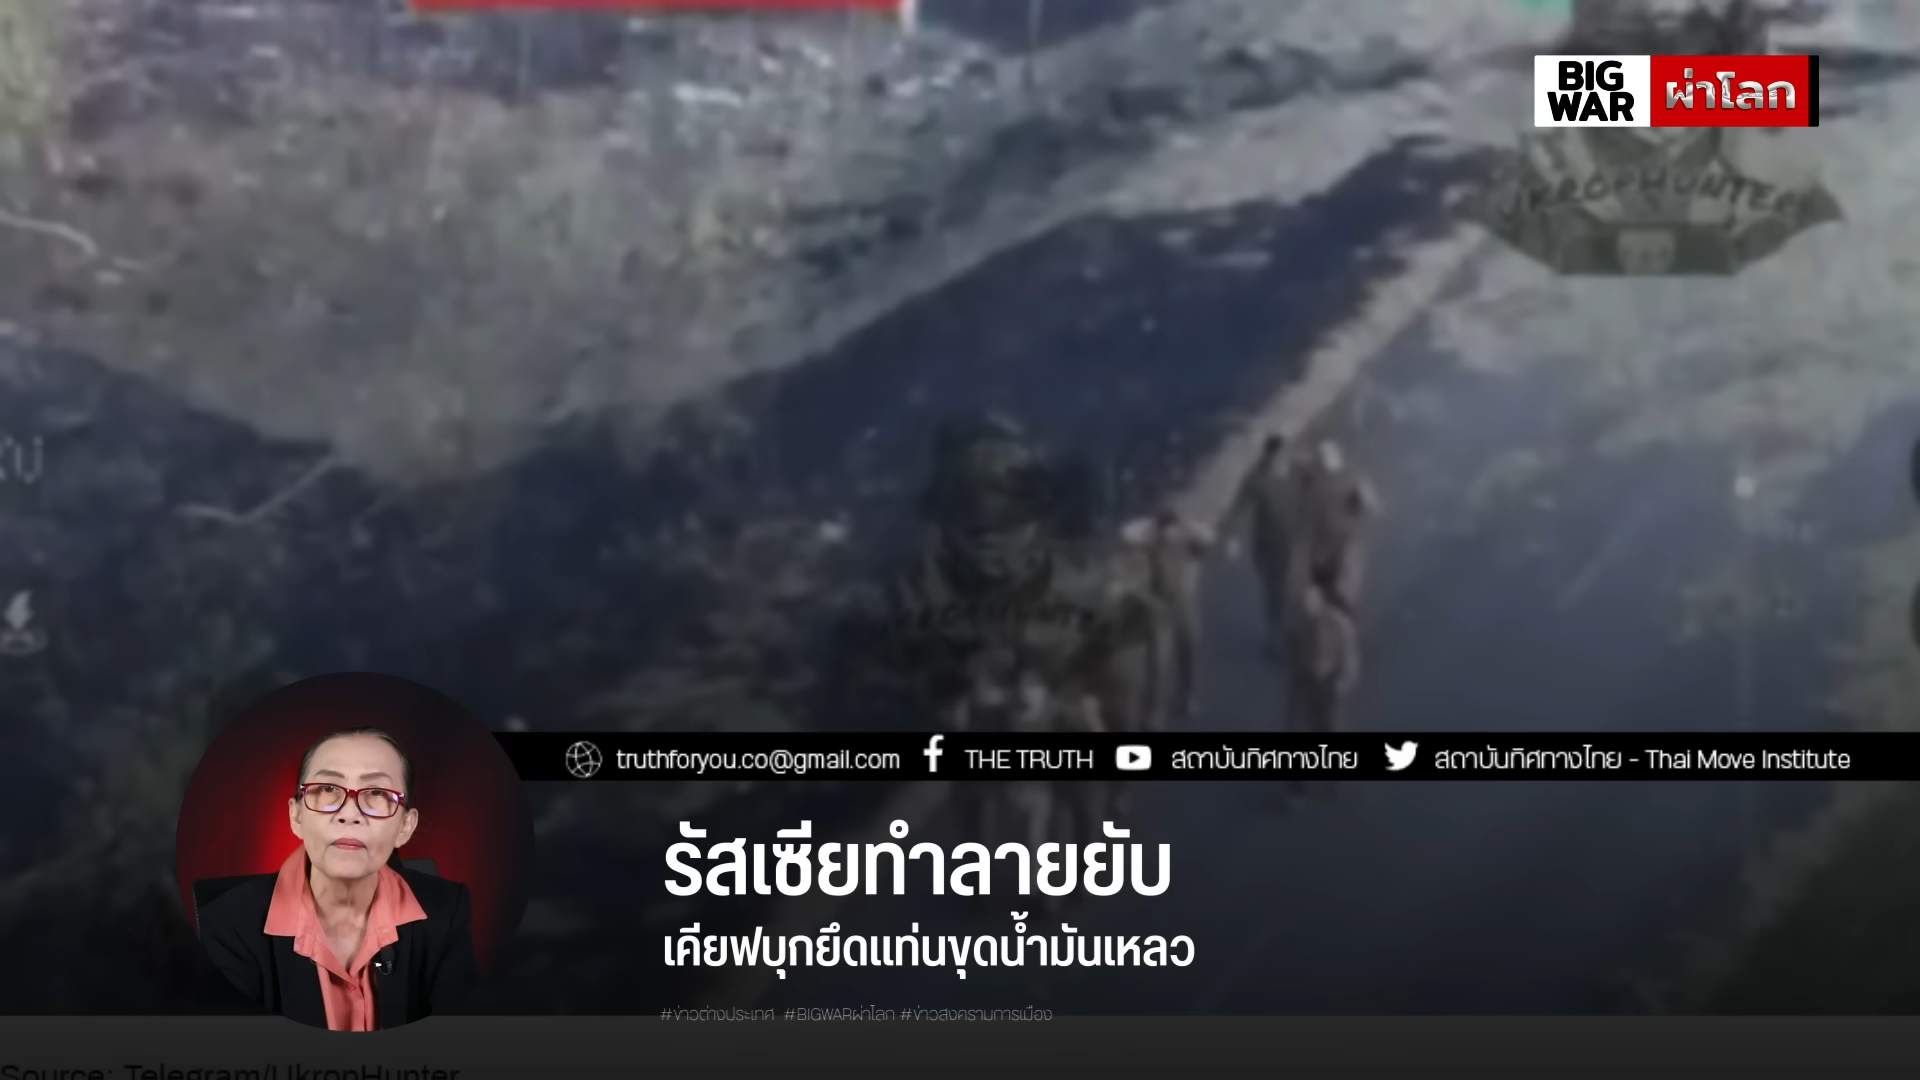 BIG
WAR
ผ่าโลก
UKROPHUNTER
truthforyou.co@gmail.com THE TRUTH สถาบันทิศทางไทย สถาบันทิศทางไทย - Thai Move Institute
รัสเซียทำลายยับ
เคียฟบุกยึดแท่นขุดน้ำมันเหลว
#ข่าวต่างประเทศ #BIGWARผ่าโลก #ข่าวสงครามการเมือง
Source: Telegram/UkropHunter